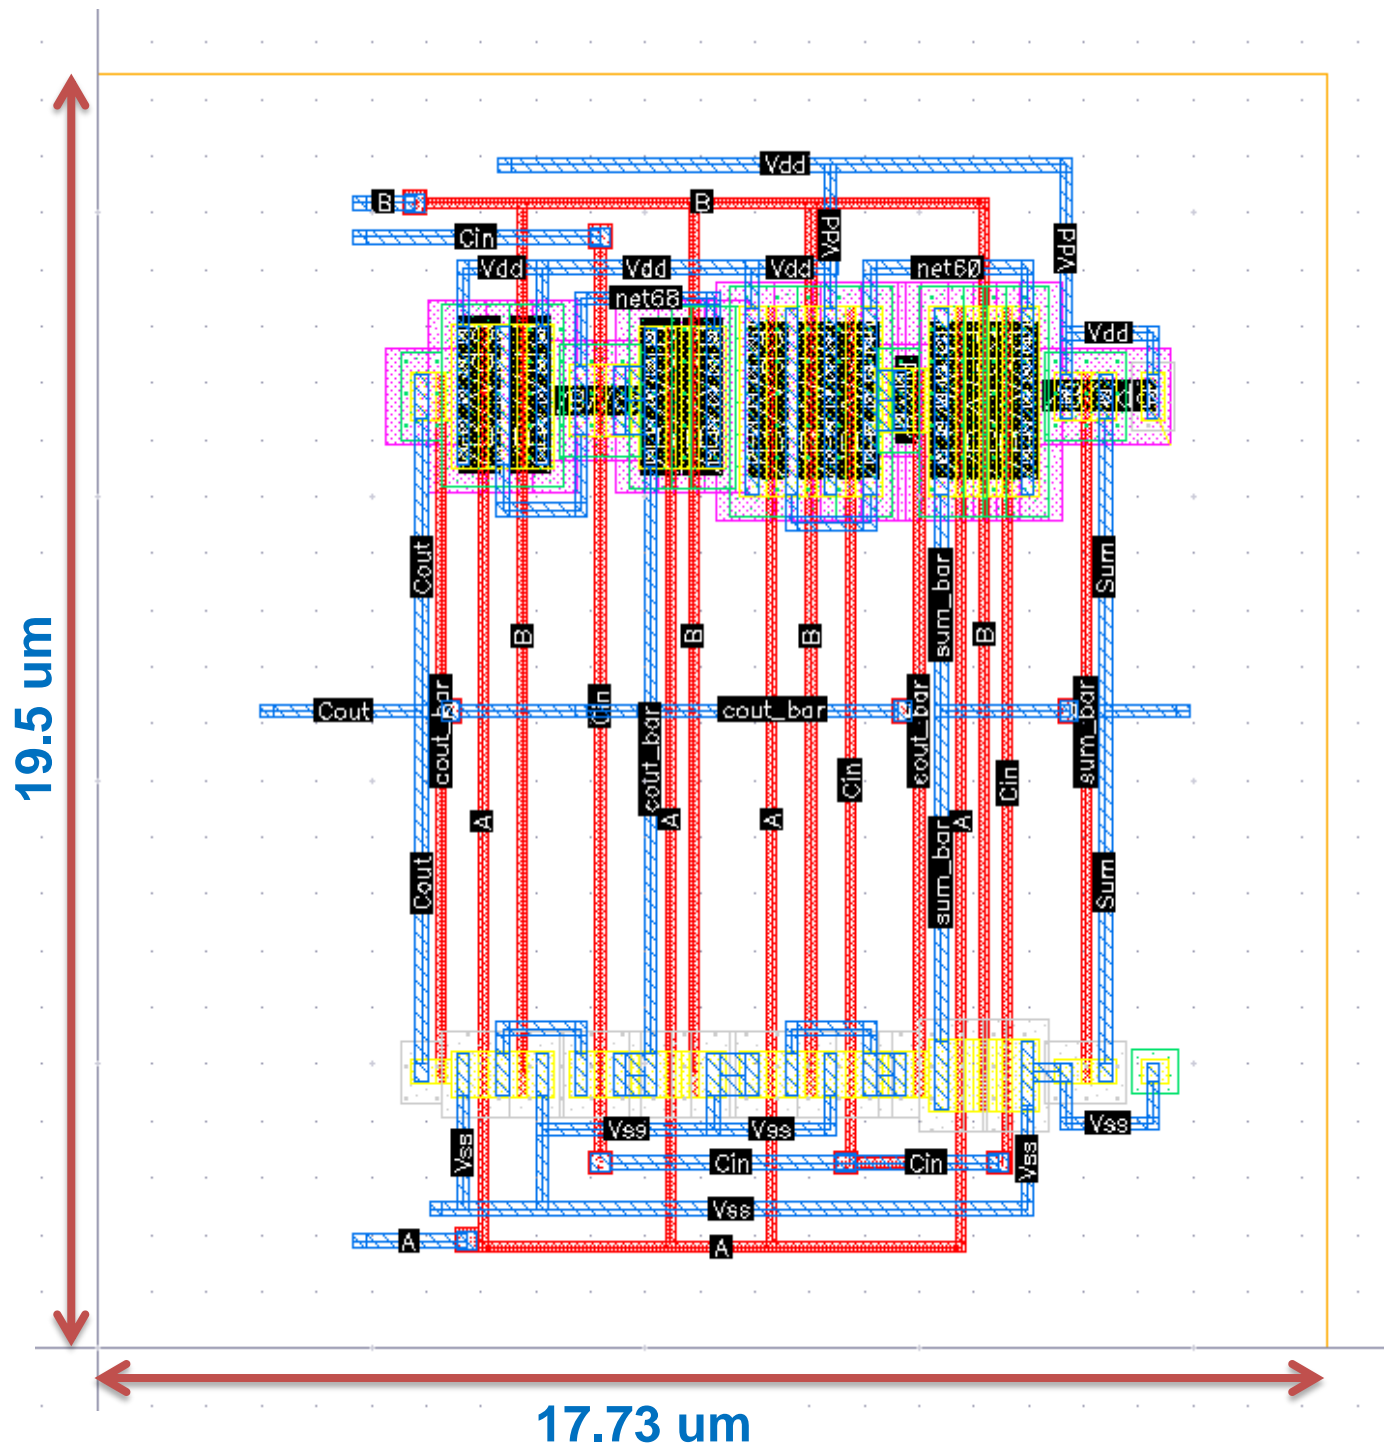 Vdd
B
B
Cin
Vdd
Vdd
Vdd
Vdd
Vdd
net60
net68
Vdd
Cout
sum_bar
Sum
B
B
B
B
Cout
cout_bar
Cin
cout_bar
cout_bar
cout_bar
sum_bar
Cin
Cin
A
A
A
A
Cout
sum_bar
Sum
19.5 um
Vss
Vss
Vss
Vss
Vss
Cin
Cin
Vss
A
A
17.73 um